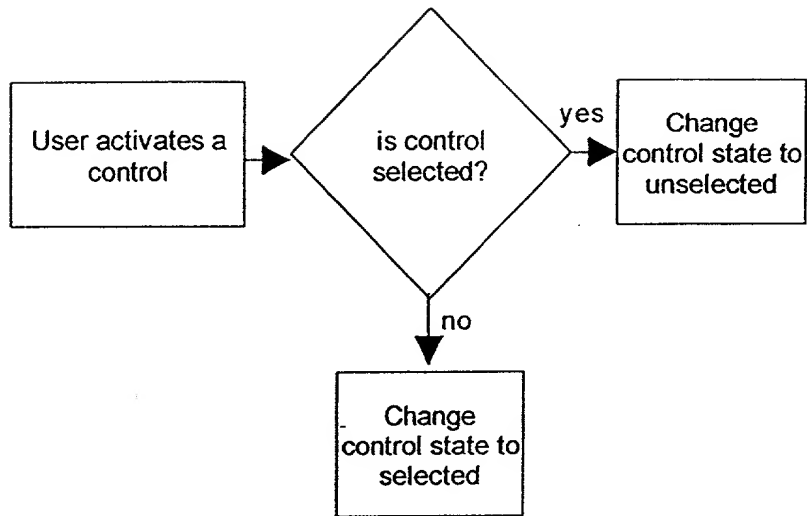 User activates a
control
is control
selected?
yes
Change
control state to
unselected
no
Change
control state to
selected